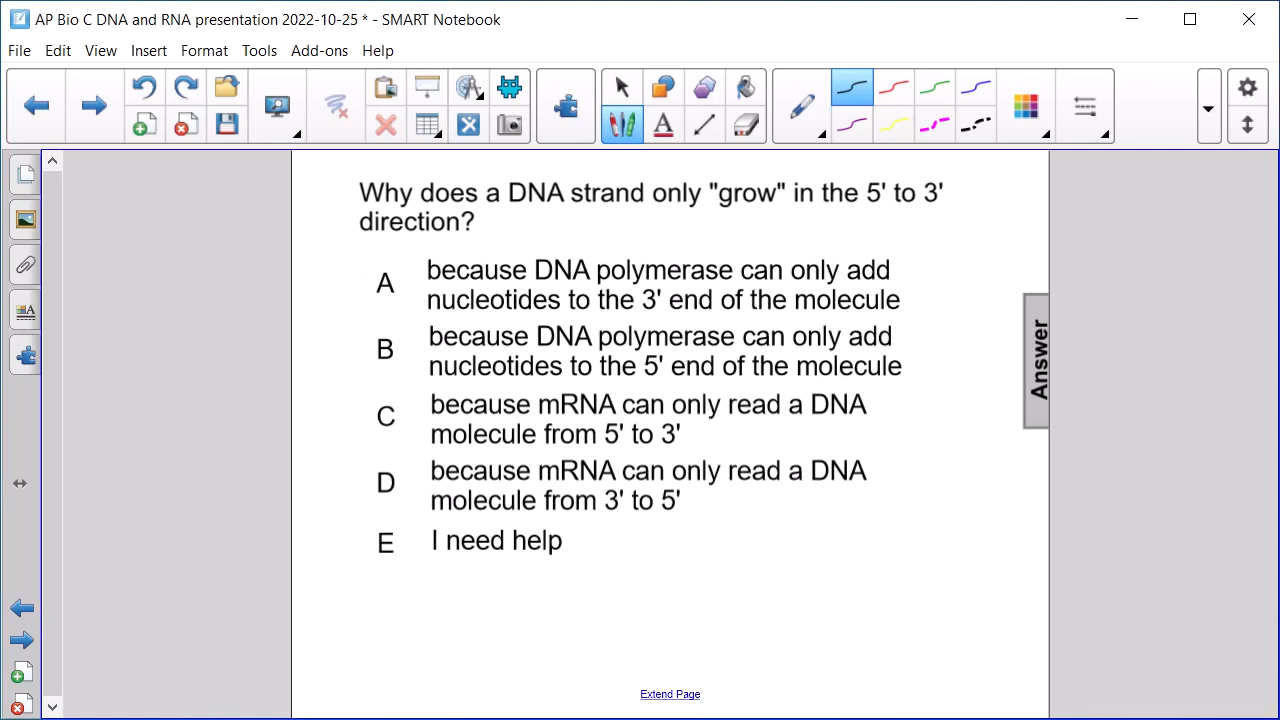 AP Bio C DNA and RNA presentation 2022-10-25 * - SMART Notebook
File Edit View Insert Format Tools Add-ons Help
Why does a DNA strand only "grow" in the 5' to 3'
direction?
A because DNA polymerase can only add
nucleotides to the 3' end of the molecule
B because DNA polymerase can only add
nucleotides to the 5' end of the molecule
C because mRNA can only read a DNA
molecule from 5' to 3'
D because mRNA can only read a DNA
molecule from 3' to 5'
E I need help
Answer
Extend Page